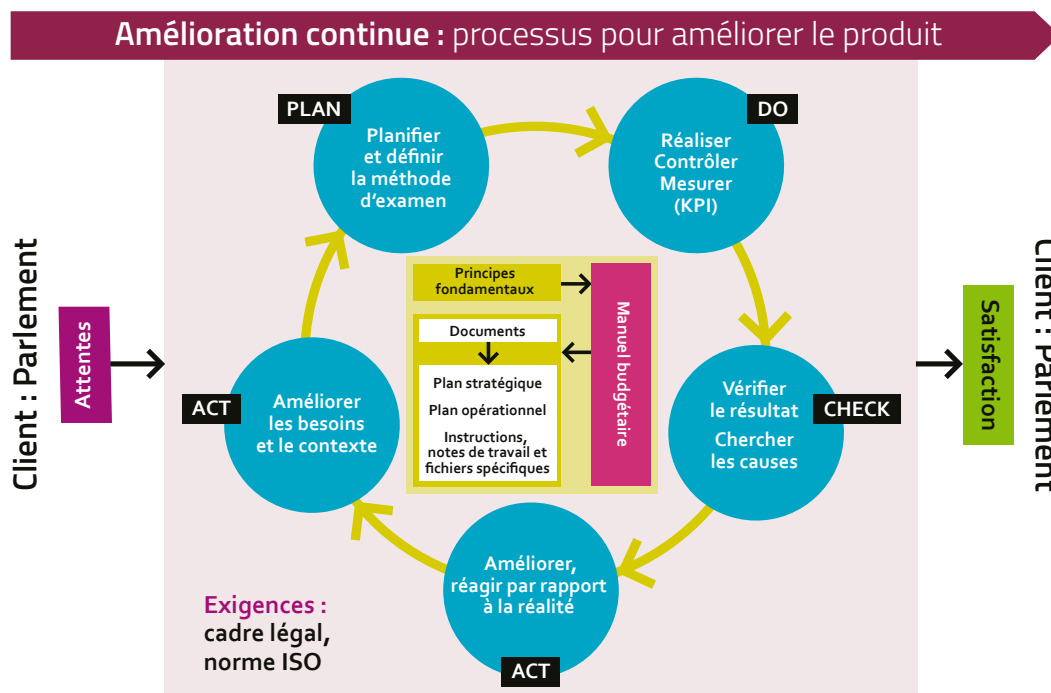 Amélioration continue : processus pour améliorer le produit
PLAN
Planifier
et définir
la méthode
d'examen
DO
Réaliser
Contrôler
Mesurer
(KPI)
Client : Parlement
Attentes
Principes
fondamentaux
Documents
Plan stratégique
Plan opérationnel
Instructions,
notes de travail et
fichiers spécifiques
Manuel budgétaire
CHECK
Vérifier
le résultat
Chercher
les causes
Satisfaction
Client : Parlement
ACT
Améliorer
les besoins
et le contexte
Améliorer,
réagir par rapport
à la réalité
ACT
Exigences :
cadre légal,
norme ISO